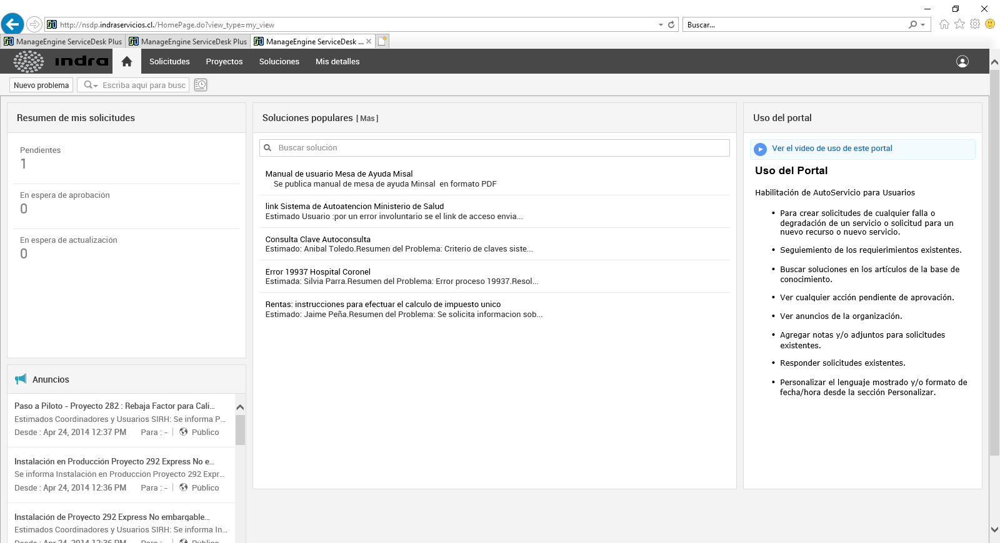 http://nsdp.indraservicios.cl./HomePage.do?view_type=my_view
Buscar...
ManageEngine ServiceDesk Plus
ManageEngine ServiceDesk Plus
ManageEngine ServiceDesk ...
indra
Solicitudes
Proyectos
Soluciones
Mis detalles
Nuevo problema
Escriba aquí para busc
Resumen de mis solicitudes
Pendientes
1
En espera de aprobación
0
En espera de actualización
0
Anuncios
Paso a Piloto - Proyecto 282 : Rebaja Factor para Cali...
Estimados Coordinadores y Usuarios SIRH: Se informa P...
Desde : Apr 24, 2014 12:37 PM Para : - Público
Instalación en Producción Proyecto 292 Express No e...
Se informa Instalación en Producción Proyecto 292 Expr...
Desde : Apr 24, 2014 12:36 PM Para : - Público
Instalación de Proyecto 292 Express No embargable...
Estimados Coordinadores y Usuarios SIRH: Se informa In...
Desde : Apr 24, 2014 12:36 PM Para : - Público
Soluciones populares [ Más ]
Buscar solución
Manual de usuario Mesa de Ayuda Misal
Se publica manual de mesa de ayuda Minsal en formato PDF
link Sistema de Autoatencion Ministerio de Salud
Estimado Usuario :por un error involuntario se el link de acceso envia...
Consulta Clave Autoconsulta
Estimado: Anibal Toledo.Resumen del Problema: Criterio de claves siste...
Error 19937 Hospital Coronel
Estimada: Silvia Parra.Resumen del Problema: Error proceso 19937.Resol...
Rentas: instrucciones para efectuar el calculo de impuesto unico
Estimado: Jaime Peña.Resumen del Problema: Se solicita informacion sob...
Uso del portal
Ver el video de uso de este portal
Uso del Portal
Habilitación de AutoServicio para Usuarios
• Para crear solicitudes de cualquier falla o
degradación de un servicio o solicitud para un
nuevo recurso o nuevo servicio.
• Seguiemiento de los requierimientos existentes.
• Buscar soluciones en los artículos de la base de
conocimiento.
• Ver cualquier acción pendiente de aprovación.
• Ver anuncios de la organización.
• Agregar notas y/o adjuntos para solicitudes
existentes.
• Responder solicitudes existentes.
• Personalizar el lenguaje mostrado y/o formato de
fecha/hora desde la sección Personalizar.